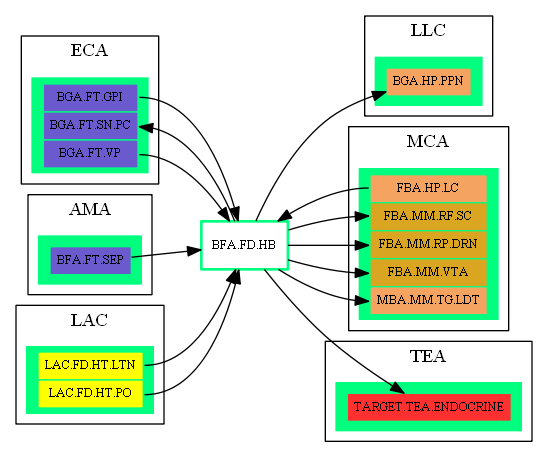 ECA
BGA.FT.GPI
BGA.FT.SN.PC
BGA.FT.VP
AMA
BFA.FT.SEP
LAC
LAC.FD.HT.LTN
LAC.FD.HT.PO
BFA.FD.HB
LLC
BGA.HP.PPN
MCA
FBA.HP.LC
FBA.MM.RF.SC
FBA.MM.RP.DRN
FBA.MM.VTA
MBA.MM.TG.LDT
TEA
TARGET.TEA.ENDOCRINE